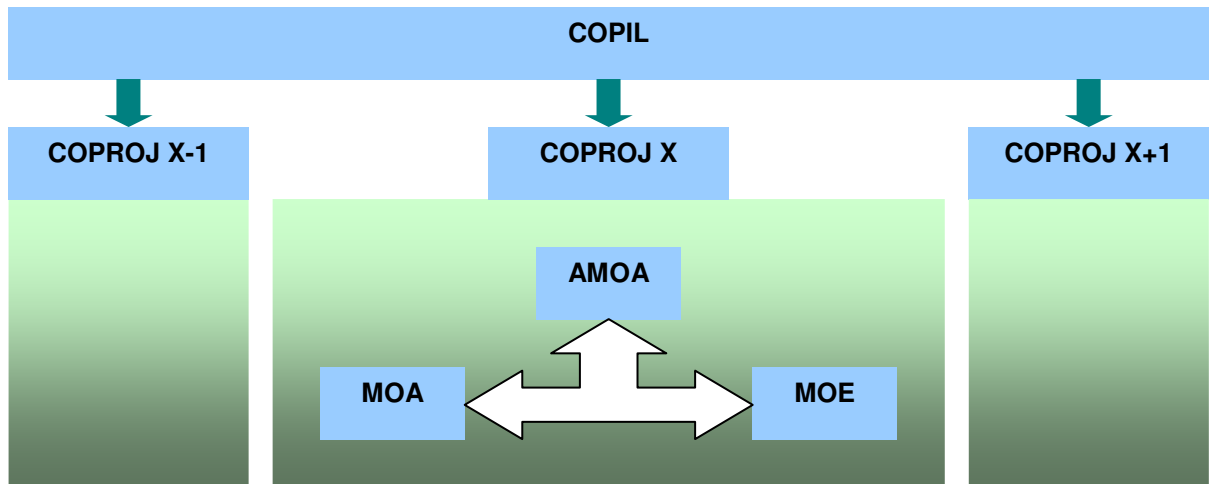 COPIL
COPROJ X-1
COPROJ X
COPROJ X+1
AMOA
MOA
MOE